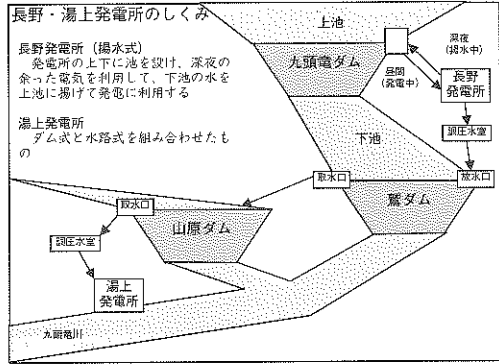 長野・湯上発電所のしくみ
長野発電所（揚水式）
発電所の上下に池を設け、深夜の
余った電気を利用して、下池の水を
上池に揚げて発電に利用する
湯上発電所
ダム式と水路式を組み合わせたも
の
上池
九頭竜ダム
深夜
(揚水中)
昼間
(発電中)
長野
発電所
調圧水室
下池
取水口
放水口
鷲ダム
取水口
山原ダム
調圧水室
湯上
発電所
九頭竜川